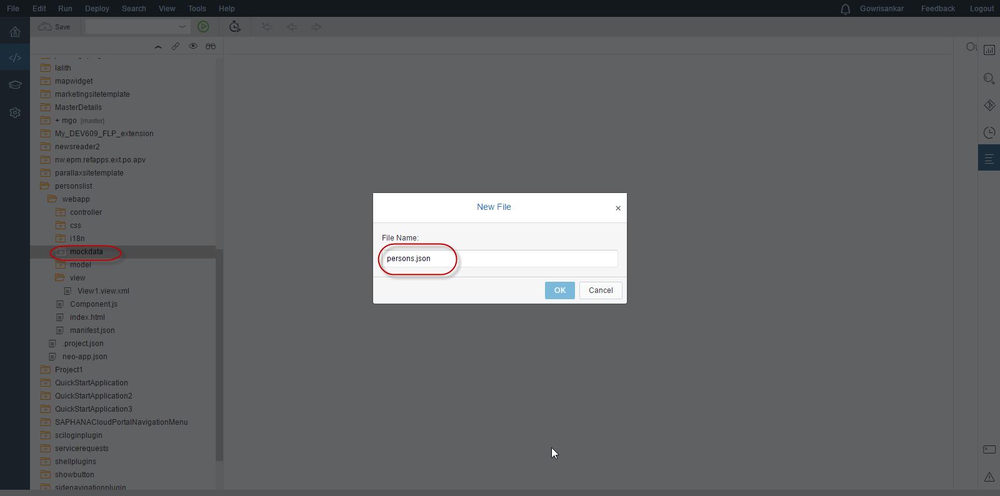 File Edit Run Deploy Search View Tools Help Gowrisankar Feedback Logout
Save
lalith
mapwidget
marketingsitetemplate
MasterDetails
+ mgo [master]
My_DEV609_FLP_extension
newsreader2
nw.epm.refapps.ext.po.apv
parallaxsitetemplate
personslist
webapp
controller
css
i18n
mockdata
model
view
View1.view.xml
Component.js
index.html
manifest.json
.project.json
neo-app.json
Project1
QuickStartApplication
QuickStartApplication2
QuickStartApplication3
SAPHANACloudPortalNavigationMenu
sciloginplugin
servicerequests
shellplugins
showbutton
sidenavigationplugin
New File
×
File Name:
persons.json
OK Cancel